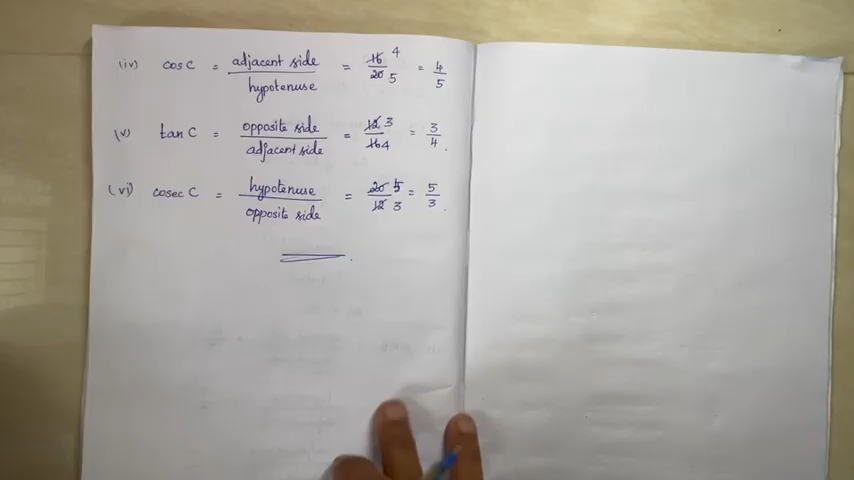 (iv) cos C = adjacent side / hypotenuse = 16 4 / 20 5 = 4/5
(v) tan C = opposite side / adjacent side = 12 3 / 16 4 = 3/4.
(vi) cosec C = hypotenuse / opposite side = 20 5 / 12 3 = 5/3.